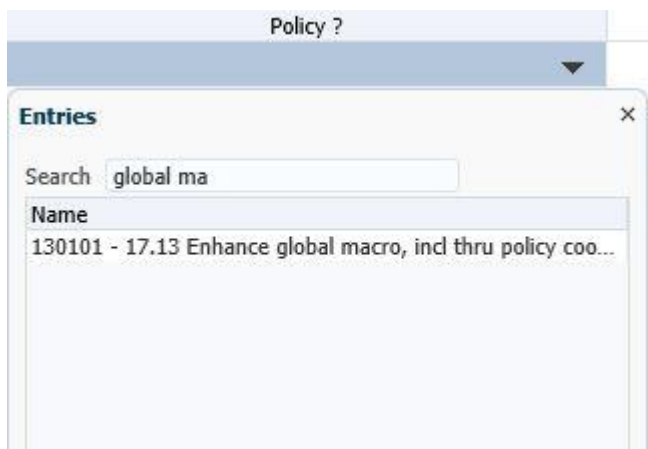 Policy ?
Entries
Search global ma
Name
130101 - 17.13 Enhance global macro, incl thru policy coo...